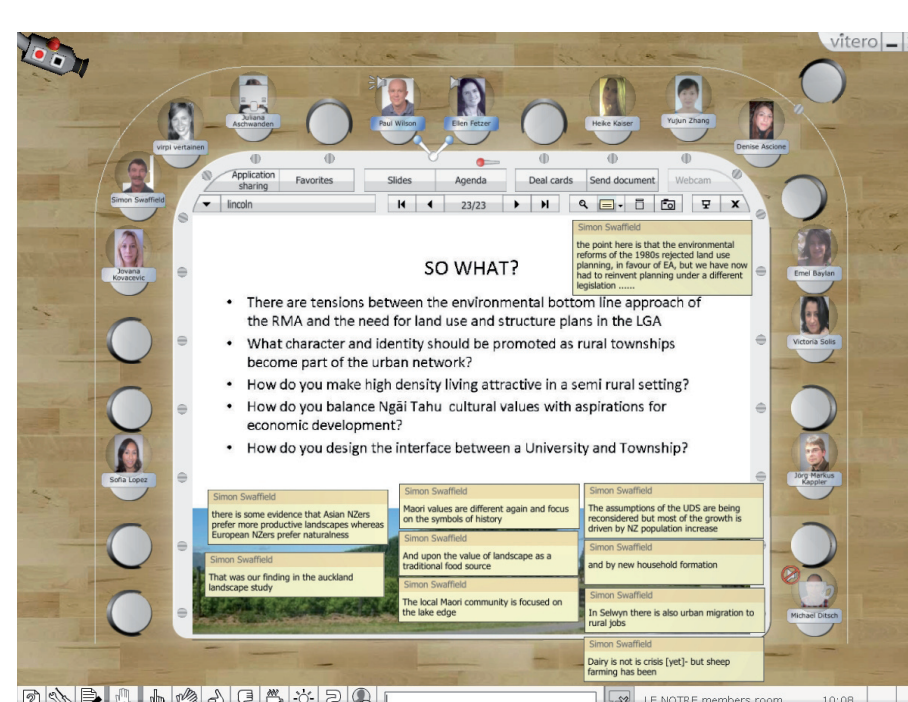 vitero
Juliana
Aschwanden
Paul Wilson
Ellen Fetzer
Heike Kaiser
Yujun Zhang
virpi vertainen
Denise Ascione
Simon Swaffield
Application
sharing
Favorites
Slides
Agenda
Deal cards
Send document
Webcam
lincoln
23/23
X
Jovana
Kovacevic
Emel Baylan
Victoria Solis
Sofia Lopez
Jörg Markus
Kappler
Michael Ditsch
Simon Swaffield
the point here is that the environmental
reforms of the 1980s rejected land use
planning, in favour of EA, but we have now
had to reinvent planning under a different
legislation ......
SO WHAT?
• There are tensions between the environmental bottom line approach of
the RMA and the need for land use and structure plans in the LGA
• What character and identity should be promoted as rural townships
become part of the urban network?
• How do you make high density living attractive in a semi rural setting?
• How do you balance Ngāi Tahu cultural values with aspirations for
economic development?
• How do you design the interface between a University and Township?
Simon Swaffield
there is some evidence that Asian NZers
prefer more productive landscapes whereas
European NZers prefer naturalness
Simon Swaffield
That was our finding in the auckland
landscape study
Simon Swaffield
Maori values are different again and focus
on the symbols of history
Simon Swaffield
And upon the value of landscape as a
traditional food source
Simon Swaffield
The local Maori community is focused on
the lake edge
Simon Swaffield
The assumptions of the UDS are being
reconsidered but most of the growth is
driven by NZ population increase
Simon Swaffield
and by new household formation
Simon Swaffield
In Selwyn there is also urban migration to
rural jobs
Simon Swaffield
Dairy is not is crisis [yet]- but sheep
farming has been
LE NOTRE members room
10:08